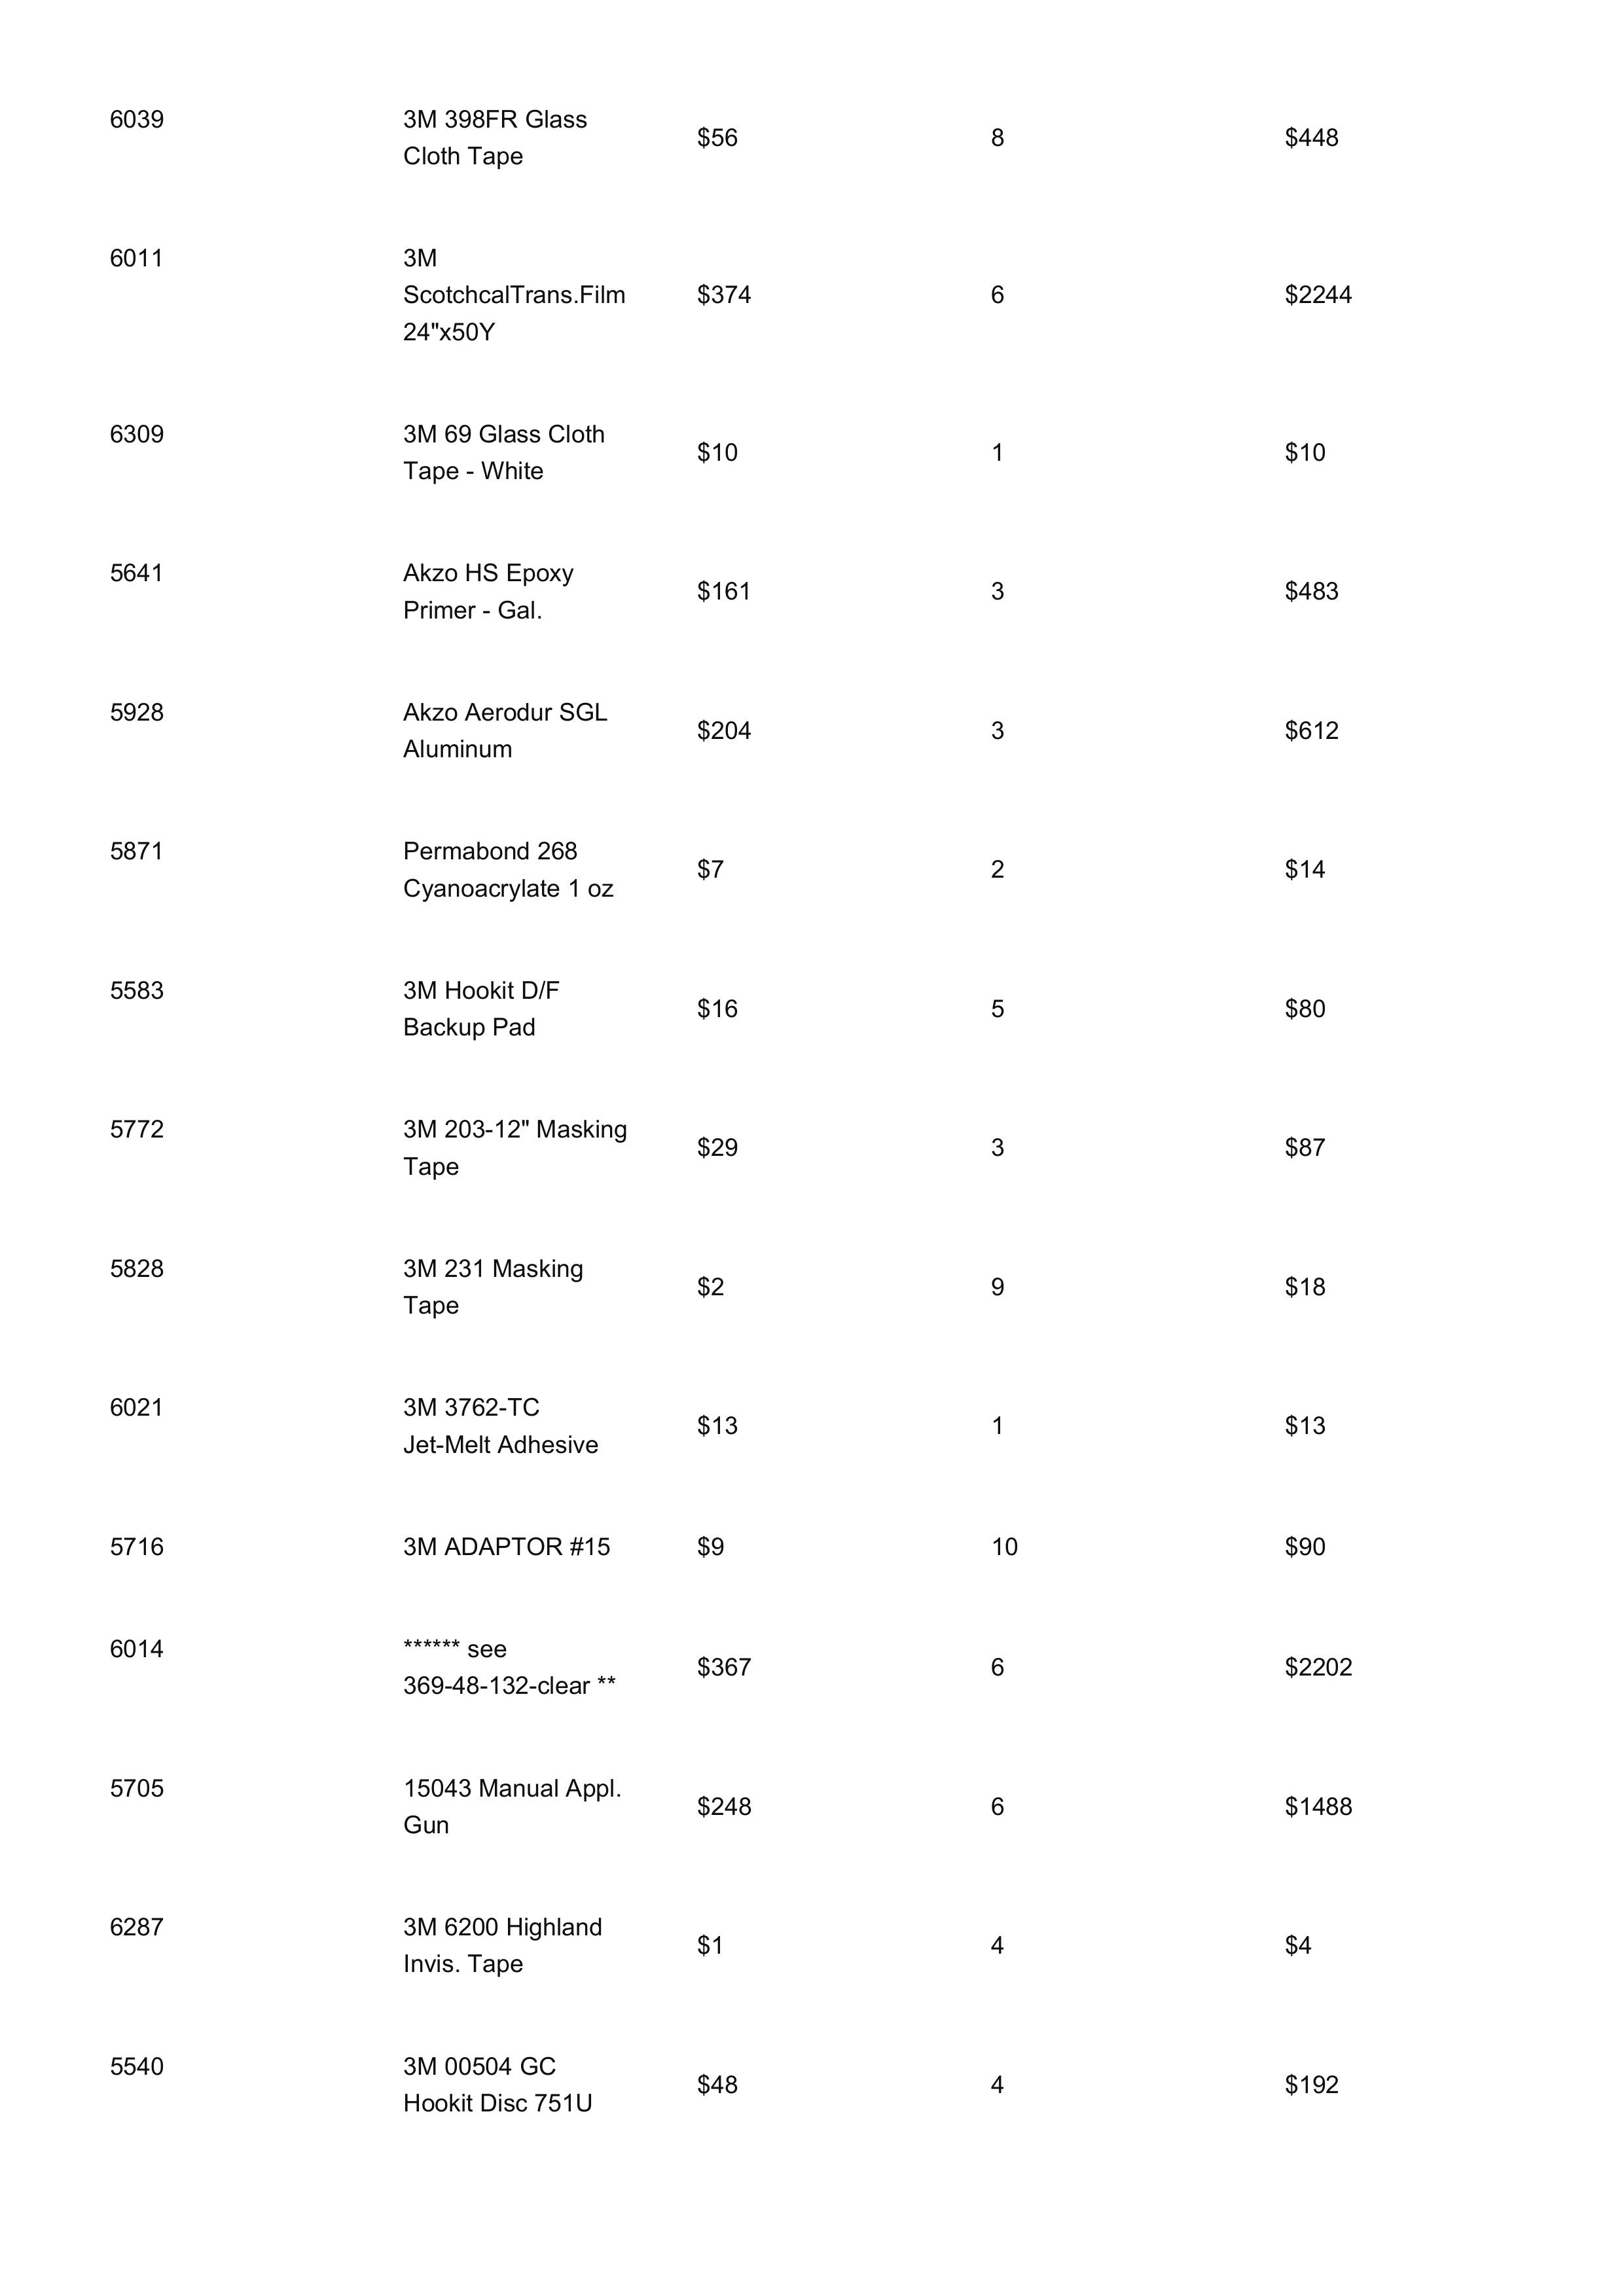 6039 3M 398FR Glass $56 8 $448
Cloth Tape
6011 3M
ScotchcalTrans.Film $374 6 $2244
24"x50Y
6309 3M 69 Glass Cloth $10 1 $10
Tape - White
5641 Akzo HS Epoxy $161 3 $483
Primer - Gal.
5928 Akzo Aerodur SGL $204 3 $612
Aluminum
5871 Permabond 268 $7 2 $14
Cyanoacrylate 1 oz
5583 3M Hookit D/F $16 5 $80
Backup Pad
5772 3M 203-12" Masking $29 3 $87
Tape
5828 3M 231 Masking $2 9 $18
Tape
6021 3M 3762-TC $13 1 $13
Jet-Melt Adhesive
5716 3M ADAPTOR #15 $9 10 $90
6014 ****** see $367 6 $2202
369-48-132-clear **
5705 15043 Manual Appl. $248 6 $1488
Gun
6287 3M 6200 Highland $1 4 $4
Invis. Tape
5540 3M 00504 GC $48 4 $192
Hookit Disc 751U